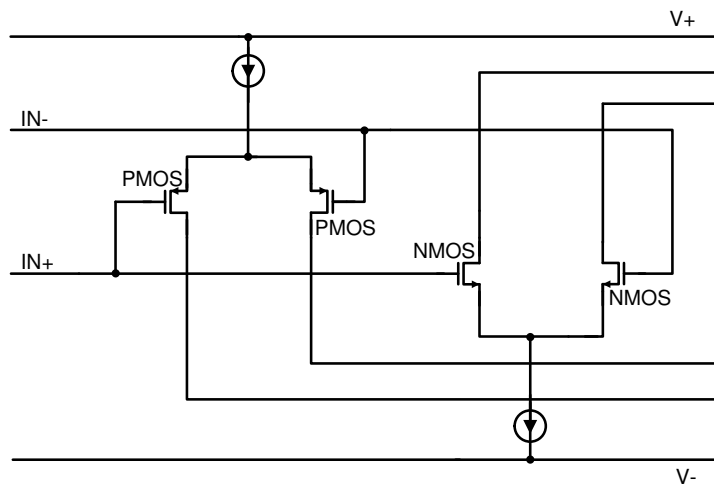 V+
IN-
PMOS
PMOS
NMOS
IN+
NMOS
V-